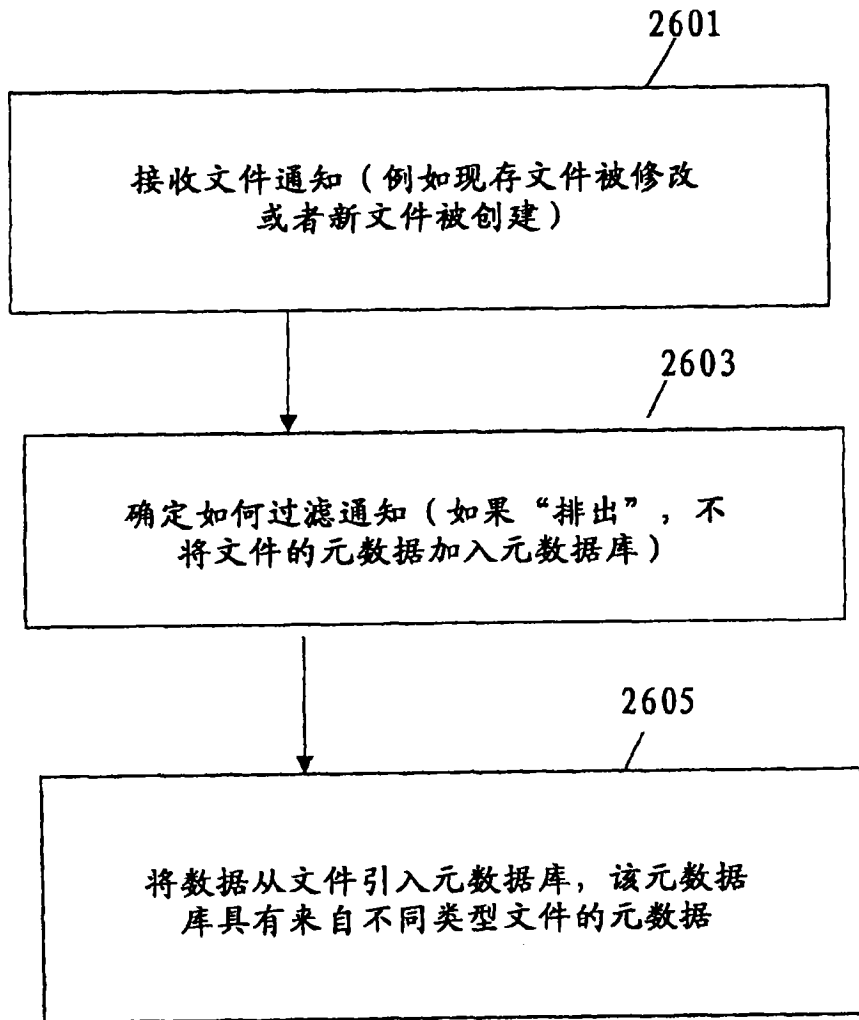 2601
接收文件通知（例如现存文件被修改
或者新文件被创建）
2603
确定如何过滤通知（如果“排出”，不
将文件的元数据加入元数据库）
2605
将数据从文件引入元数据库，该元数据
库具有来自不同类型文件的元数据